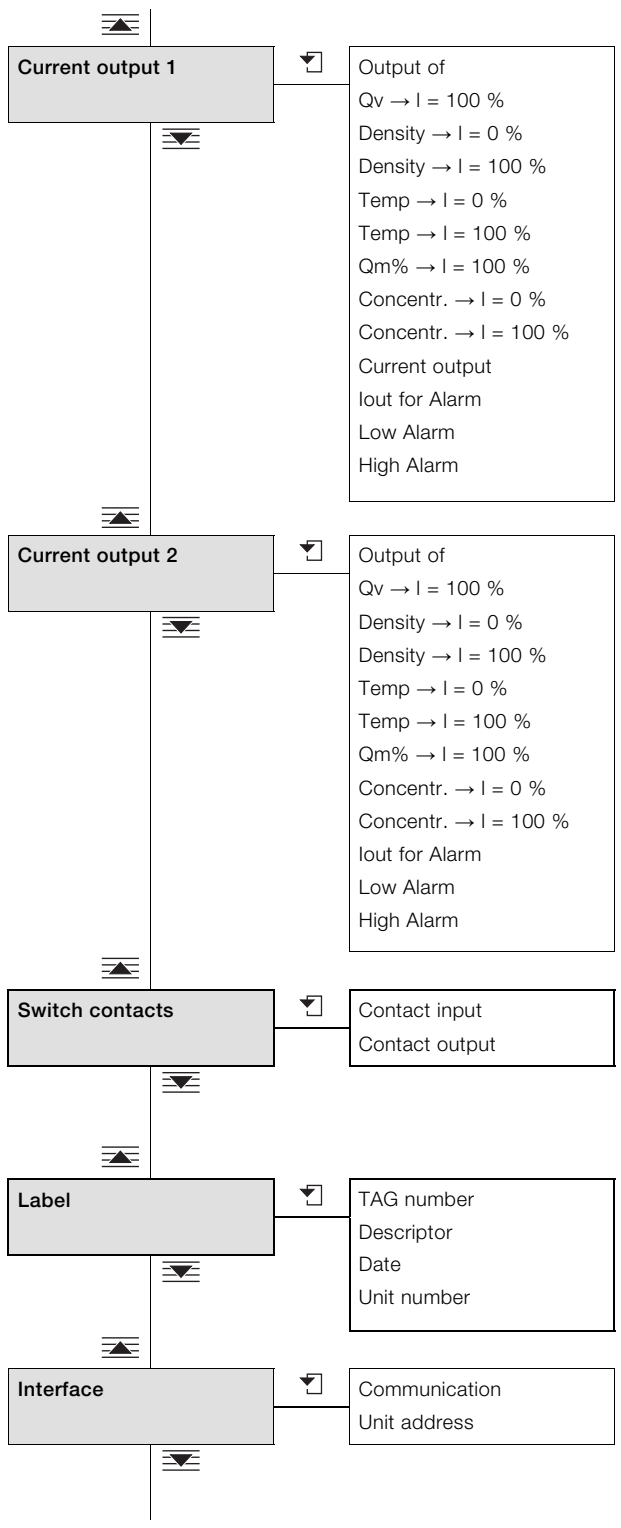 Current output 1
Output of
Qv → I = 100 %
Density → I = 0 %
Density → I = 100 %
Temp → I = 0 %
Temp → I = 100 %
Qm% → I = 100 %
Concentr. → I = 0 %
Concentr. → I = 100 %
Current output
Iout for Alarm
Low Alarm
High Alarm
Current output 2
Output of
Qv → I = 100 %
Density → I = 0 %
Density → I = 100 %
Temp → I = 0 %
Temp → I = 100 %
Qm% → I = 100 %
Concentr. → I = 0 %
Concentr. → I = 100 %
Iout for Alarm
Low Alarm
High Alarm
Switch contacts
Contact input
Contact output
Label
TAG number
Descriptor
Date
Unit number
Interface
Communication
Unit address